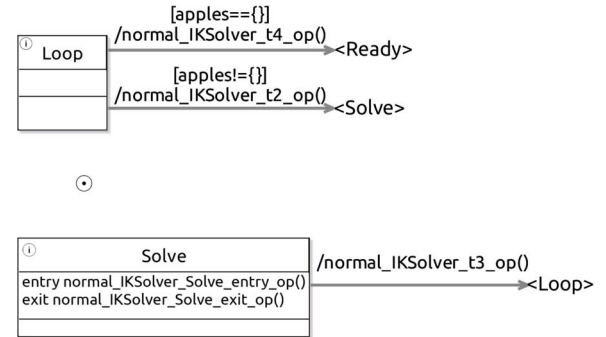 [apples=={}]
/normal_IKSolver_t4_op()
i
Loop
<Ready>
[apples!={}]
/normal_IKSolver_t2_op()
<Solve>
i
Solve
/normal_IKSolver_t3_op()
entry normal_IKSolver_Solve_entry_op()
<Loop>
exit normal_IKSolver_Solve_exit_op()